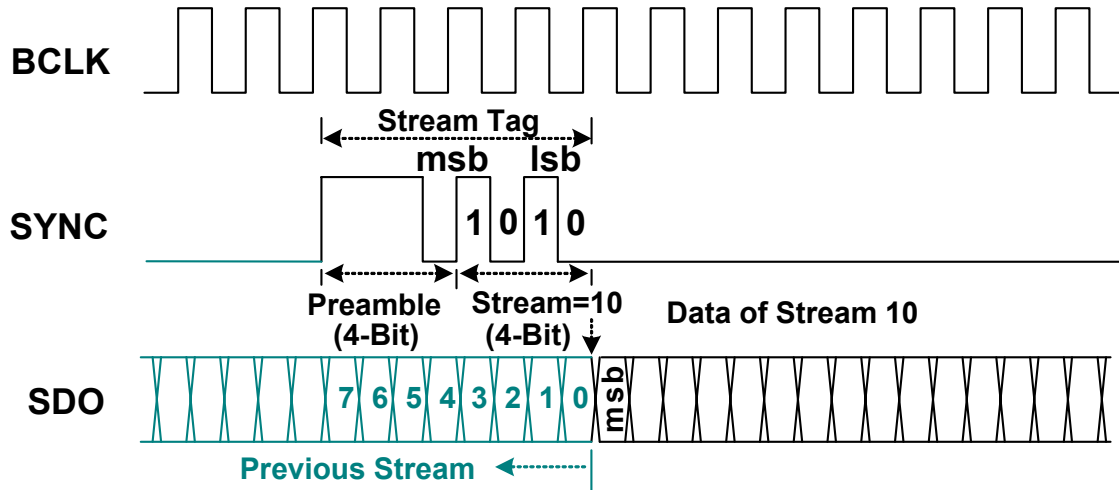 BCLK
Stream Tag
msb lsb
SYNC
1 0 1 0
Preamble
(4-Bit)
Stream=10
(4-Bit)
Data of Stream 10
SDO
7 6 5 4 3 2 1 0
msb
Previous Stream